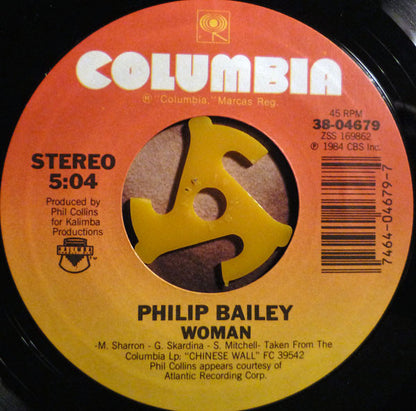 COLUMBIA
® "Columbia," Marcas Reg.
45 RPM
38-04679
ZSS 169862
℗ 1984 CBS Inc.
STEREO
5:04
Produced by
Phil Collins
for Kalimba
Productions
7464-04679-7
PHILIP BAILEY
WOMAN
-M. Sharron - G. Skardina - S. Mitchell- Taken From The
Columbia Lp: "CHINESE WALL" FC 39542
Phil Collins appears courtesy of
Atlantic Recording Corp.